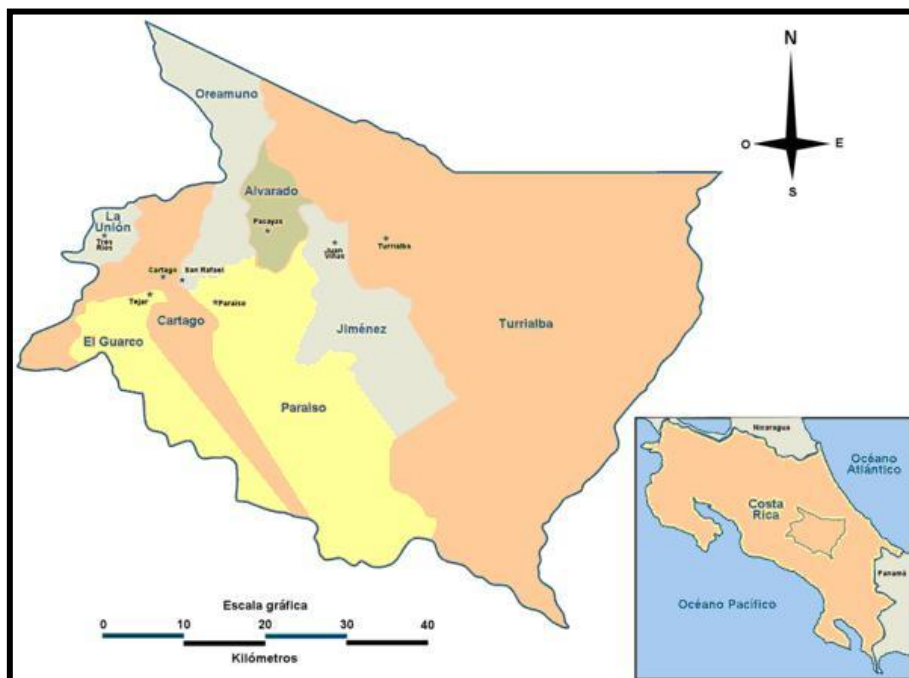 N
O
E
S
Oreamuno
Alvarado
Pacayas
La
Unión
Tres
Ríos
Juan
Viñas
Turrialba
Cartago
San Rafael
Tejar
Paraíso
Cartago
Turrialba
El Guarco
Jiménez
Paraíso
Escala gráfica
0
10
20
30
40
Kilómetros
Nicaragua
Océano
Atlántico
Costa
Rica
Panamá
Océano Pacífico